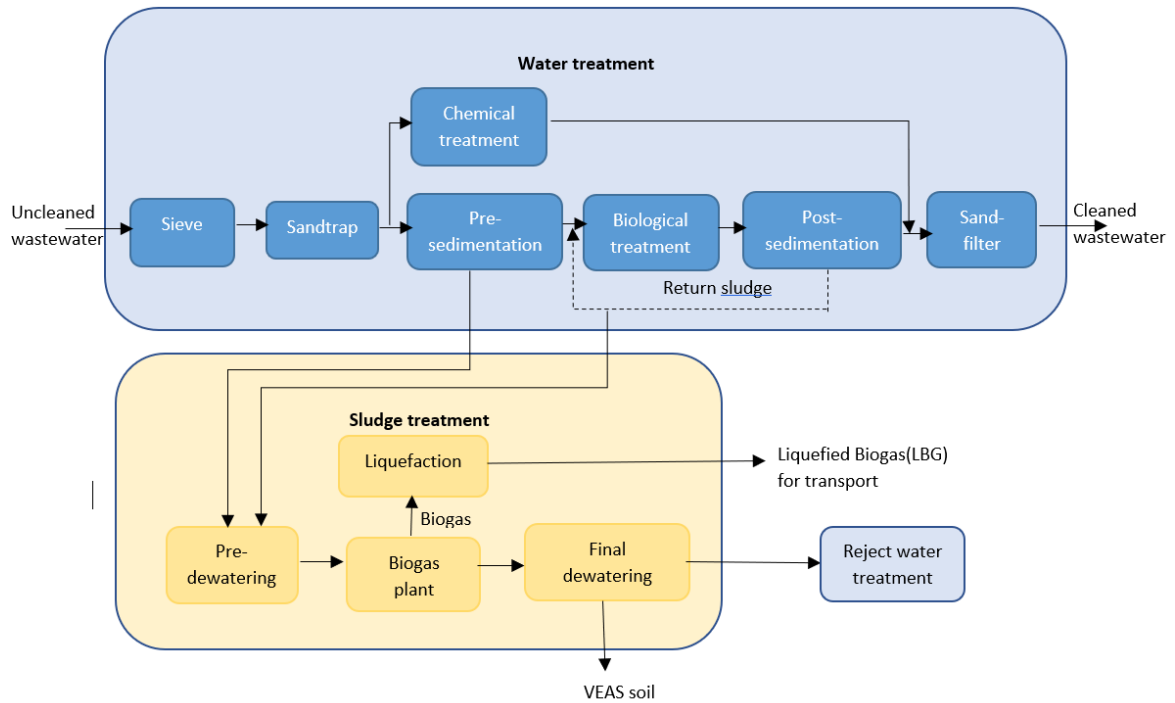 Water treatment
Chemical
treatment
Uncleaned
wastewater
Sieve
Sandtrap
Pre-
sedimentation
Biological
treatment
Post-
sedimentation
Sand-
filter
Cleaned
wastewater
Return sludge
Sludge treatment
Liquefaction
Liquefied Biogas(LBG)
for transport
Biogas
Pre-
dewatering
Biogas
plant
Final
dewatering
Reject water
treatment
VEAS soil